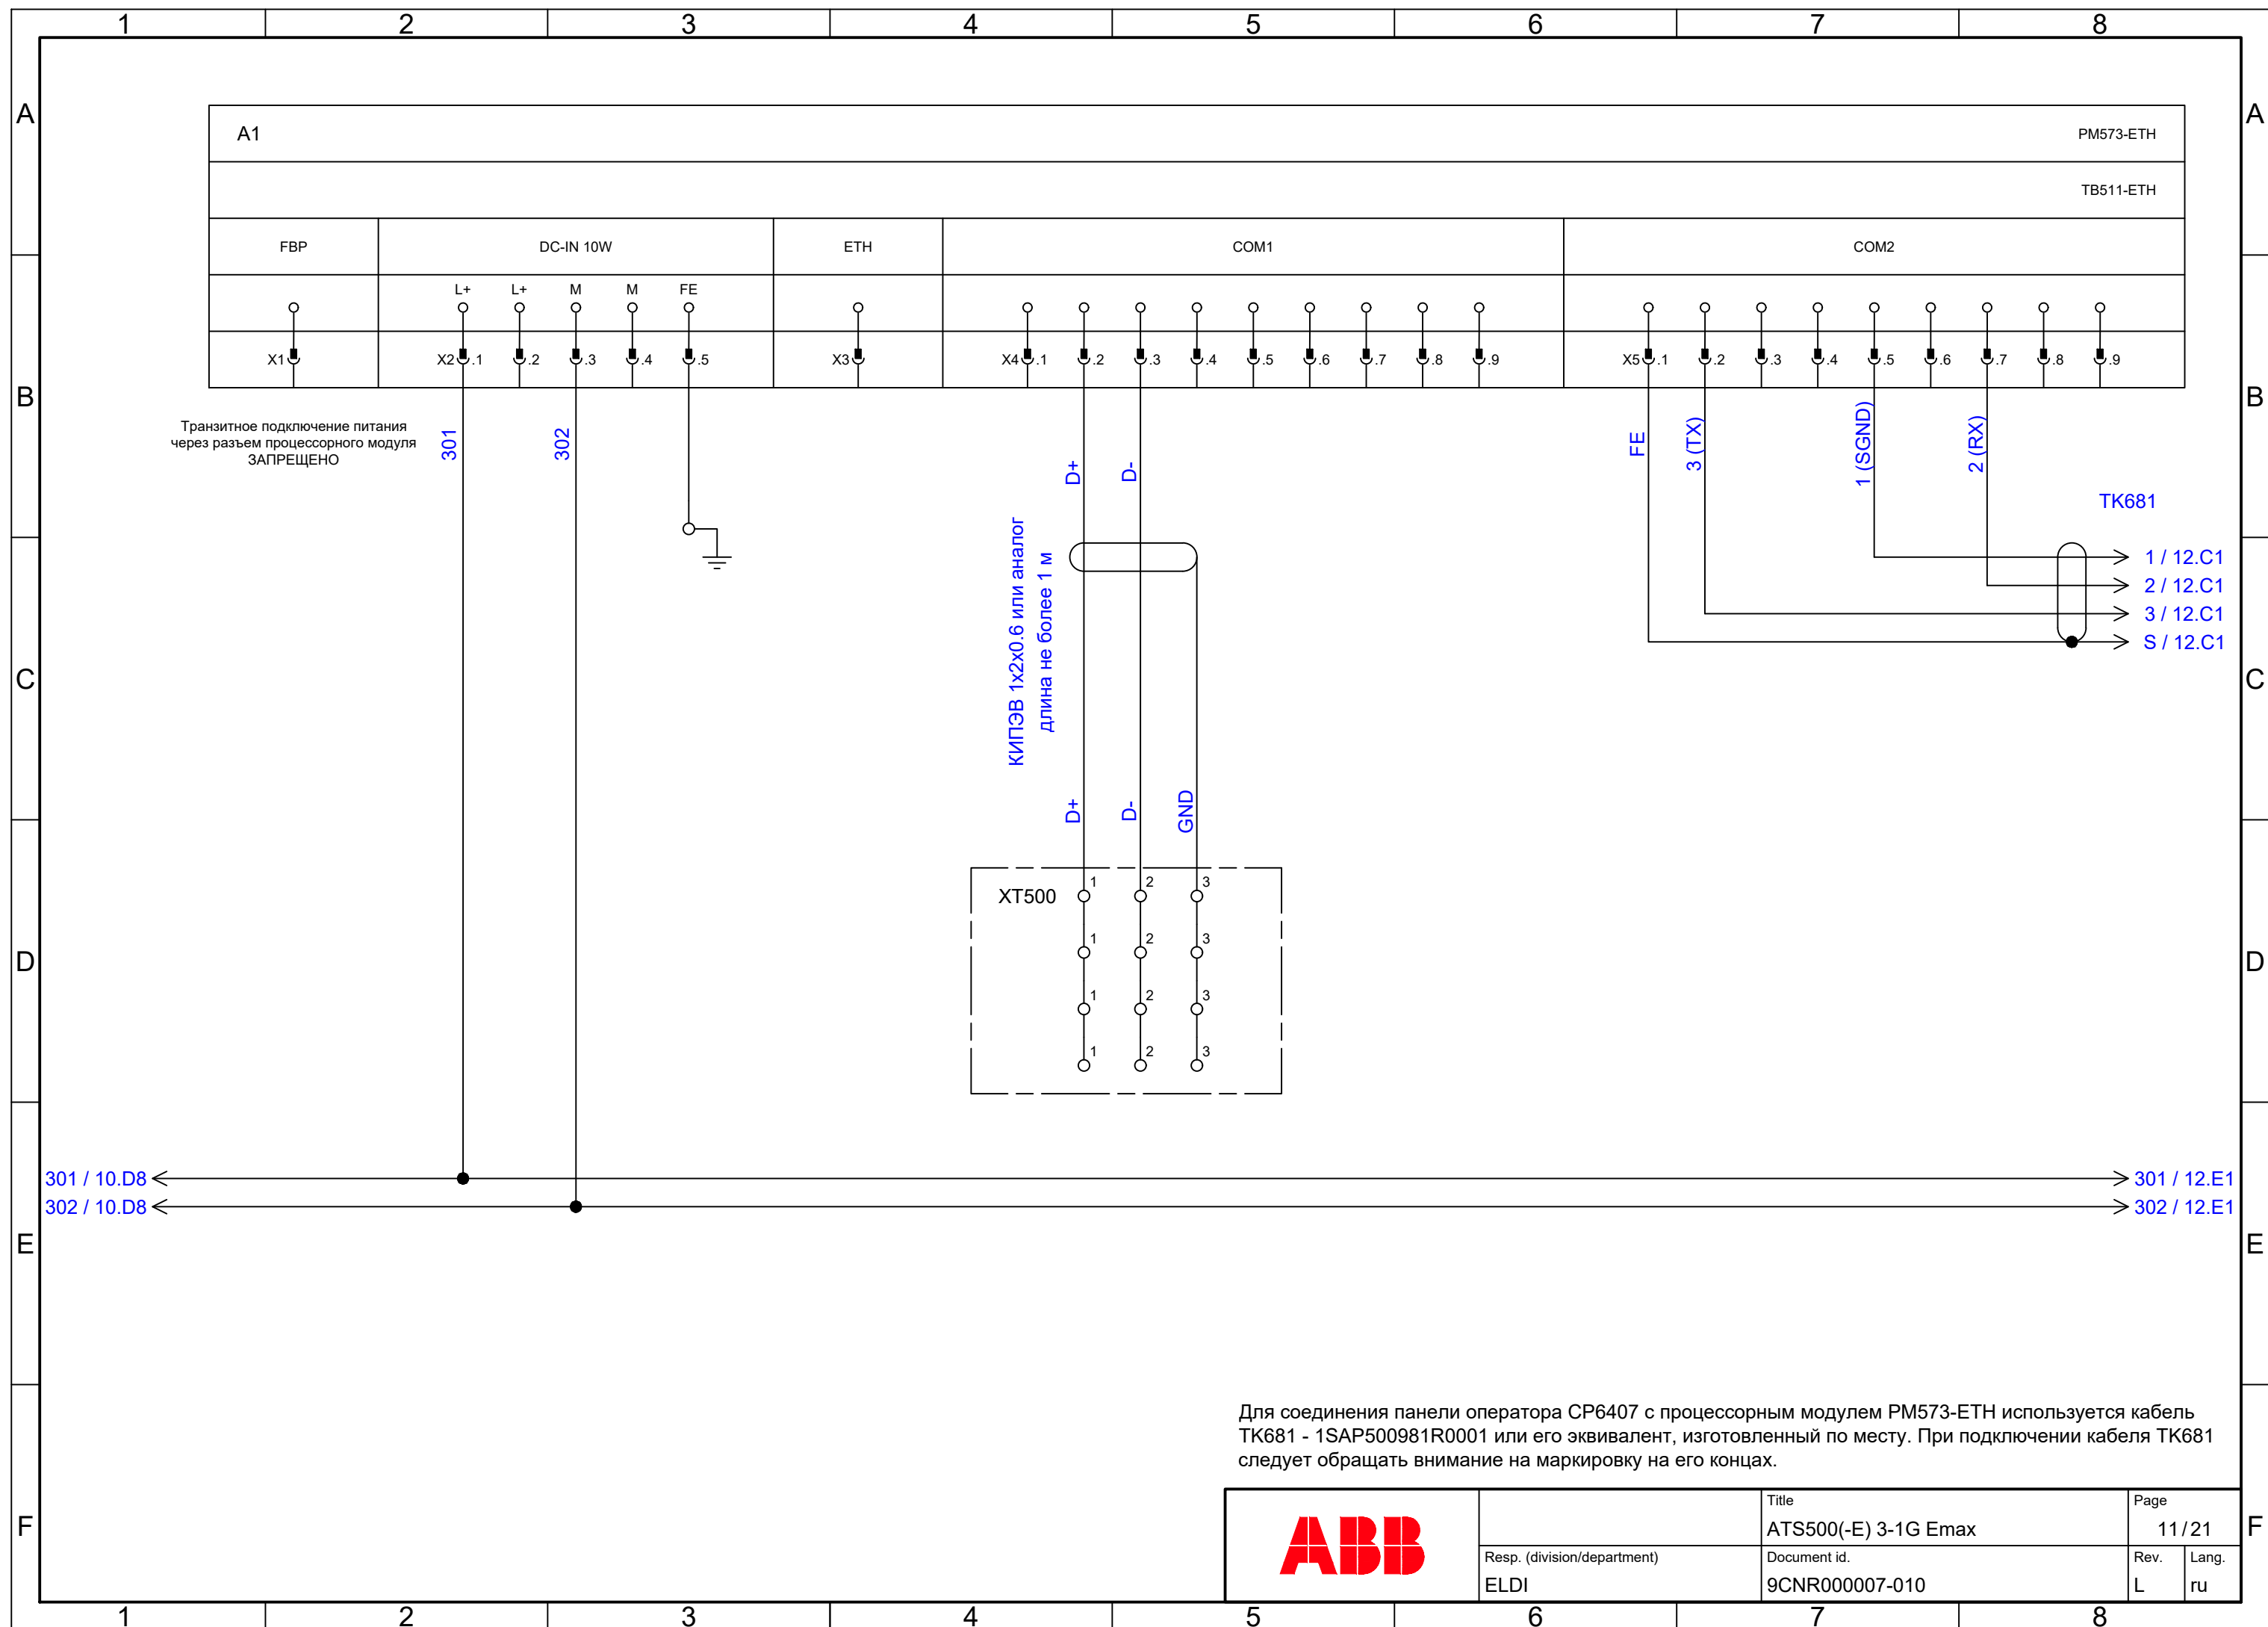 1 2 3 4 5 6 7 8
A A
A1 PM573-ETH
TB511-ETH
FBP DC-IN 10W ETH COM1 COM2
L+ L+ M M FE
X1 X2 .1 .2 .3 .4 .5 X3 X4 .1 .2 .3 .4 .5 .6 .7 .8 .9 X5 .1 .2 .3 .4 .5 .6 .7 .8 .9
B B
Транзитное подключение питания
через разъем процессорного модуля
ЗАПРЕЩЕНО
301
302
D+
D-
FE
3 (TX)
1 (SGND)
2 (RX)
TK681
1 / 12.C1
2 / 12.C1
3 / 12.C1
S / 12.C1
КИПЭВ 1x2x0.6 или аналог
длина не более 1 м
C C
D+
D-
GND
XT500
1 2 3
1 2 3
1 2 3
1 2 3
D D
301 / 10.D8 301 / 12.E1
302 / 10.D8 302 / 12.E1
E E
Для соединения панели оператора CP6407 с процессорным модулем PM573-ETH используется кабель
TK681 - 1SAP500981R0001 или его эквивалент, изготовленный по месту. При подключении кабеля TK681
следует обращать внимание на маркировку на его концах.
F F
ABB
Title
ATS500(-E) 3-1G Emax
Page
11/21
Resp. (division/department)
ELDI
Document id.
9CNR000007-010
Rev.
L
Lang.
ru
1 2 3 4 5 6 7 8